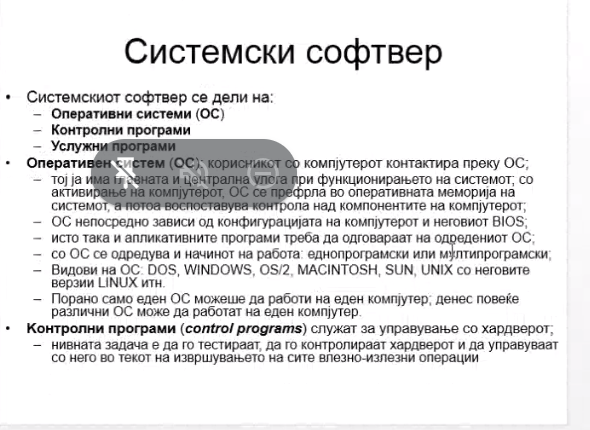 Системски софтвер
• Системскиот софтвер се дели на:
– Оперативни системи (ОС)
– Контролни програми
– Услужни програми
• Оперативен систем (ОС): корисникот со компјутерот контактира преку ОС;
– тој ја има главната и централна улога при функционирањето на системот; со
активирање на компјутерот, ОС се префрла во оперативната меморија на
системот, а потоа воспоставува контрола над компонентите на компјутерот;
– ОС непосредно зависи од конфигурацијата на компјутерот и неговиот BIOS;
– исто така и апликативните програми треба да одговараат на одредениот ОС;
– со ОС се одредува и начинот на работа: еднопрограмски или мултипрограмски;
– Видови на ОС: DOS, WINDOWS, OS/2, MACINTOSH, SUN, UNIX со неговите
верзии LINUX итн.
– Порано само еден ОС можеше да работи на еден компјутер; денес повеќе
различни ОС може да работат на еден компјутер.
• Контролни програми (control programs) служат за управување со хардверот;
– нивната задача е да го тестираат, да го контролираат хардверот и да управуваат
со него во текот на извршувањето на сите влезно-излезни операции